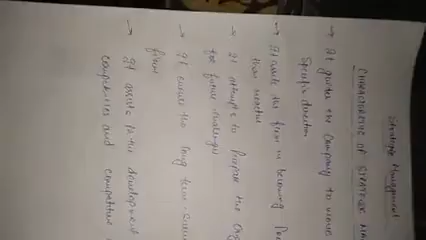 Strategic Management
CHARACTERISTICS OF STRATEGIC MA
→ It guides the Company to move
Specific direction
→ It assists the firm in becoming
than reactive
→ It attempts to Prepare the
for future challenges
→ It ensures the long term
firm
→ It assists in the development
competencies and competitive